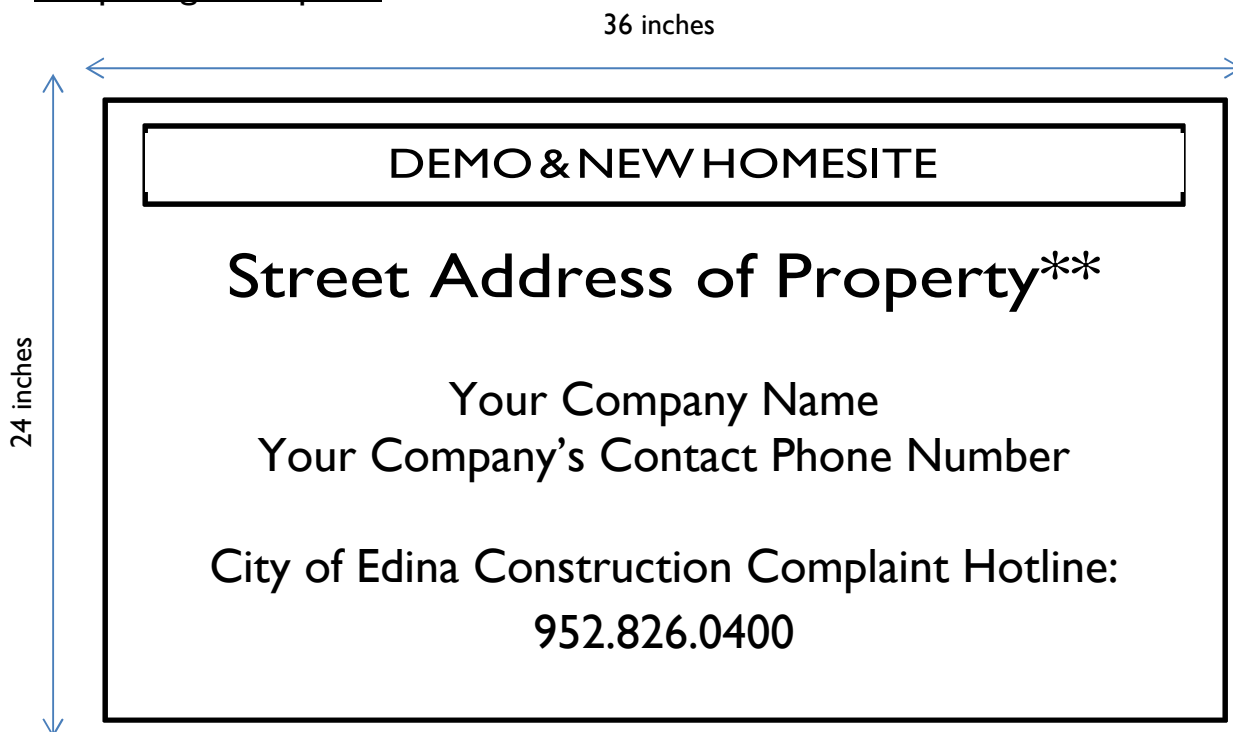 36 inches
24 inches
DEMO & NEW HOMESITE
Street Address of Property**
Your Company Name
Your Company’s Contact Phone Number
City of Edina Construction Complaint Hotline:
952.826.0400